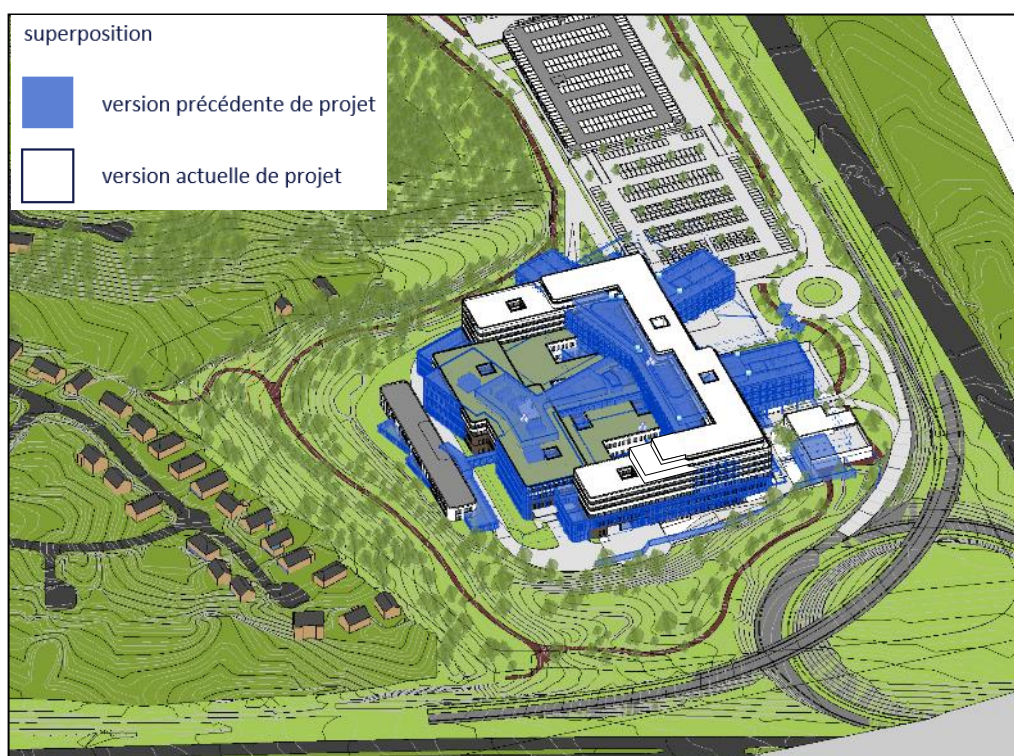 superposition
version précédente de projet
version actuelle de projet